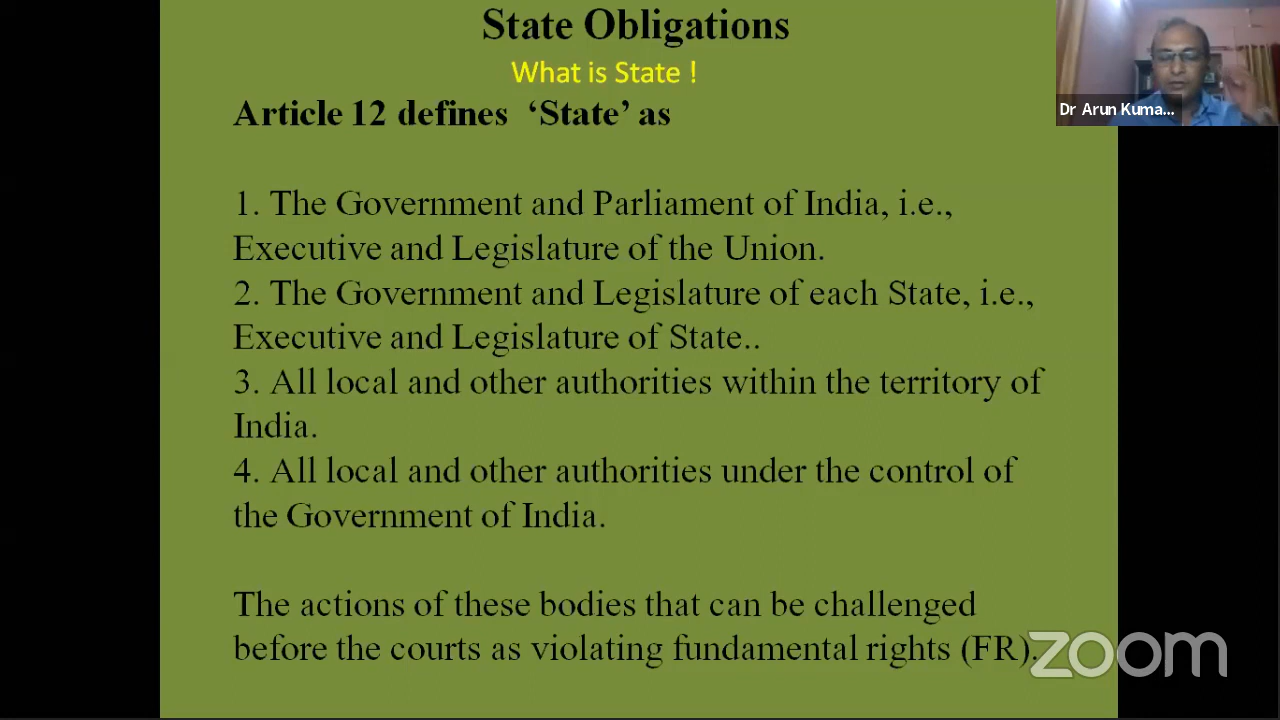 State Obligations
What is State !
Article 12 defines ‘State’ as
Dr Arun Kuma...
1. The Government and Parliament of India, i.e.,
Executive and Legislature of the Union.
2. The Government and Legislature of each State, i.e.,
Executive and Legislature of State..
3. All local and other authorities within the territory of
India.
4. All local and other authorities under the control of
the Government of India.
The actions of these bodies that can be challenged
before the courts as violating fundamental rights (FR).
zoom